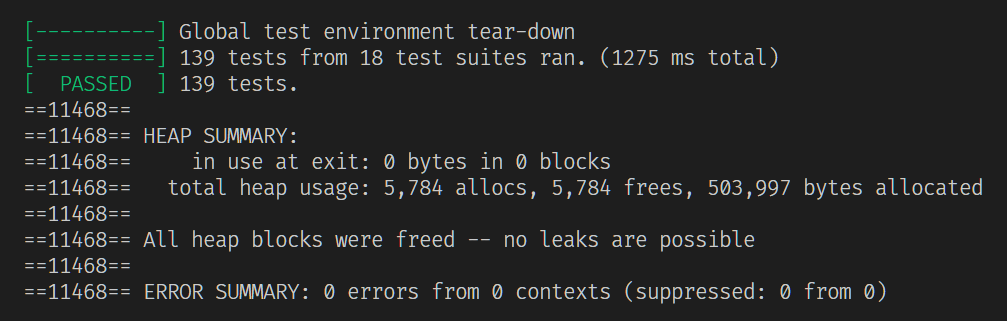 [----------] Global test environment tear-down
[==========] 139 tests from 18 test suites ran. (1275 ms total)
[  PASSED  ] 139 tests.
==11468==
==11468== HEAP SUMMARY:
==11468==     in use at exit: 0 bytes in 0 blocks
==11468==   total heap usage: 5,784 allocs, 5,784 frees, 503,997 bytes allocated
==11468==
==11468== All heap blocks were freed -- no leaks are possible
==11468==
==11468== ERROR SUMMARY: 0 errors from 0 contexts (suppressed: 0 from 0)